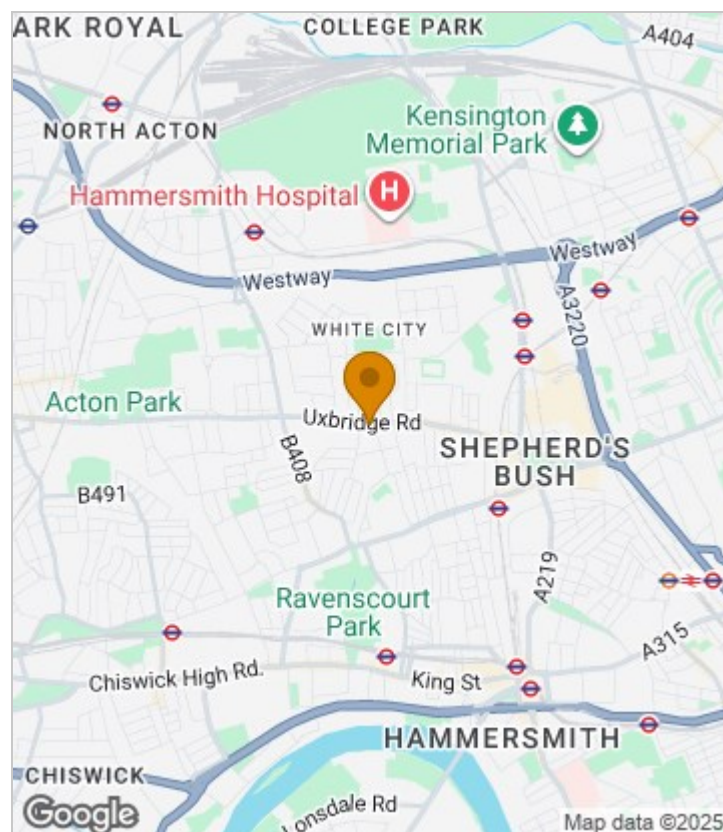 ARK ROYAL
COLLEGE PARK
A404
NORTH ACTON
Kensington
Memorial Park
Hammersmith Hospital
H
Westway
Westway
A3220
WHITE CITY
Acton Park
Uxbridge Rd
SHEPHERD'S
BUSH
B408
B491
A219
Ravenscourt
Park
A315
Chiswick High Rd.
King St
HAMMERSMITH
CHISWICK
Lonsdale Rd
Google
Map data ©2025